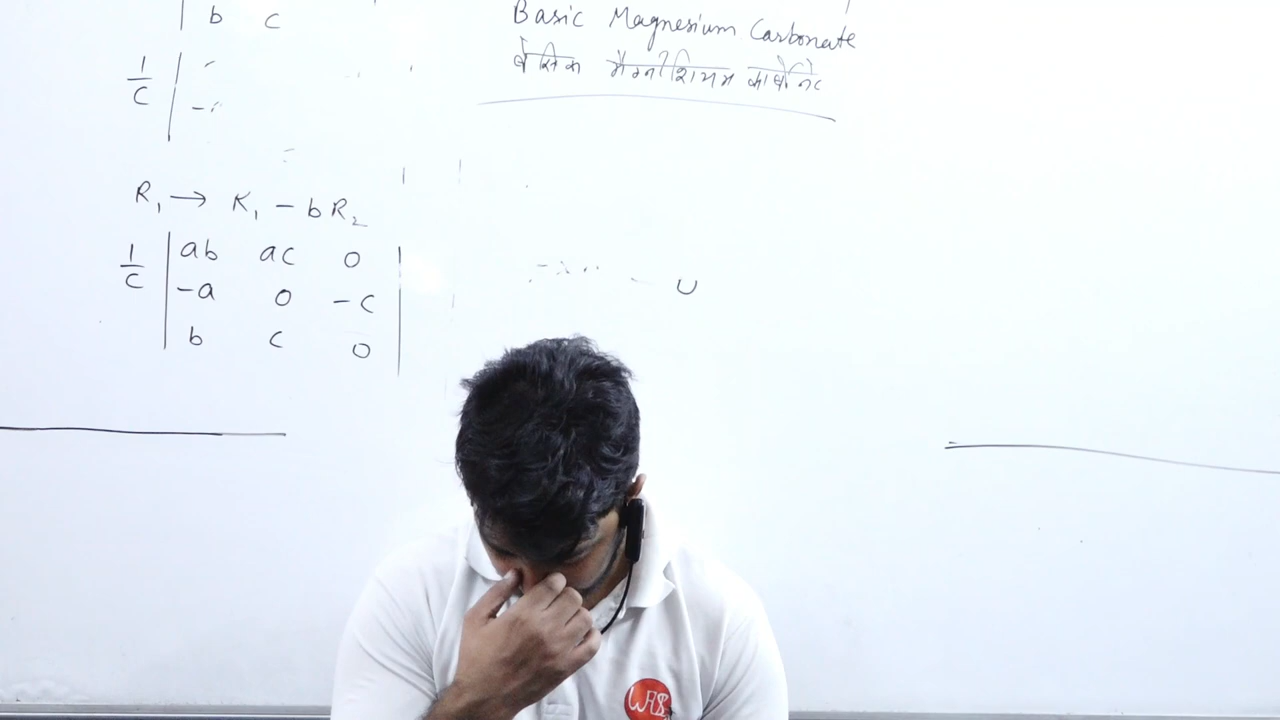 b c
1/c | 
R₁ → R₁ - bR₂
1/c | ab ac 0 |
| -a 0 -c |
| b c 0 |
Basic Magnesium Carbonate
बेसिक मैग्नीशियम कार्बोनेट